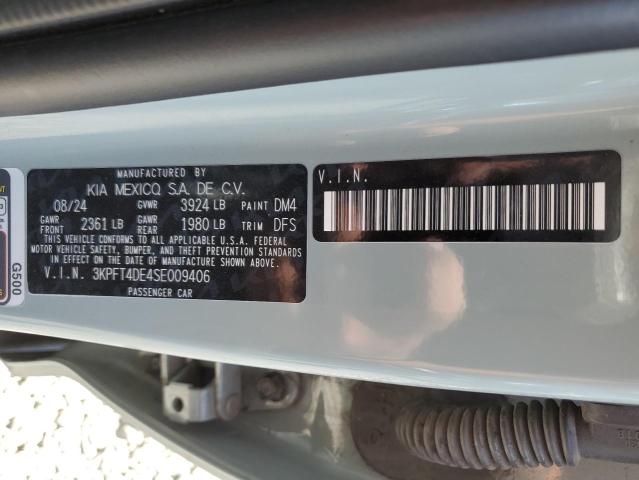 MANUFACTURED BY
KIA MEXICO, S.A. DE C.V.
08/24 GVWR 3924 LB PAINT DM4
GAWR FRONT 2361 LB GAWR REAR 1980 LB TRIM DFS
THIS VEHICLE CONFORMS TO ALL APPLICABLE U.S.A. FEDERAL
MOTOR VEHICLE SAFETY, BUMPER, AND THEFT PREVENTION STANDARDS
IN EFFECT ON THE DATE OF MANUFACTURE SHOWN ABOVE
V.I.N. 3KPFT4DE4SE009406
PASSENGER CAR
V.I.N.
G500